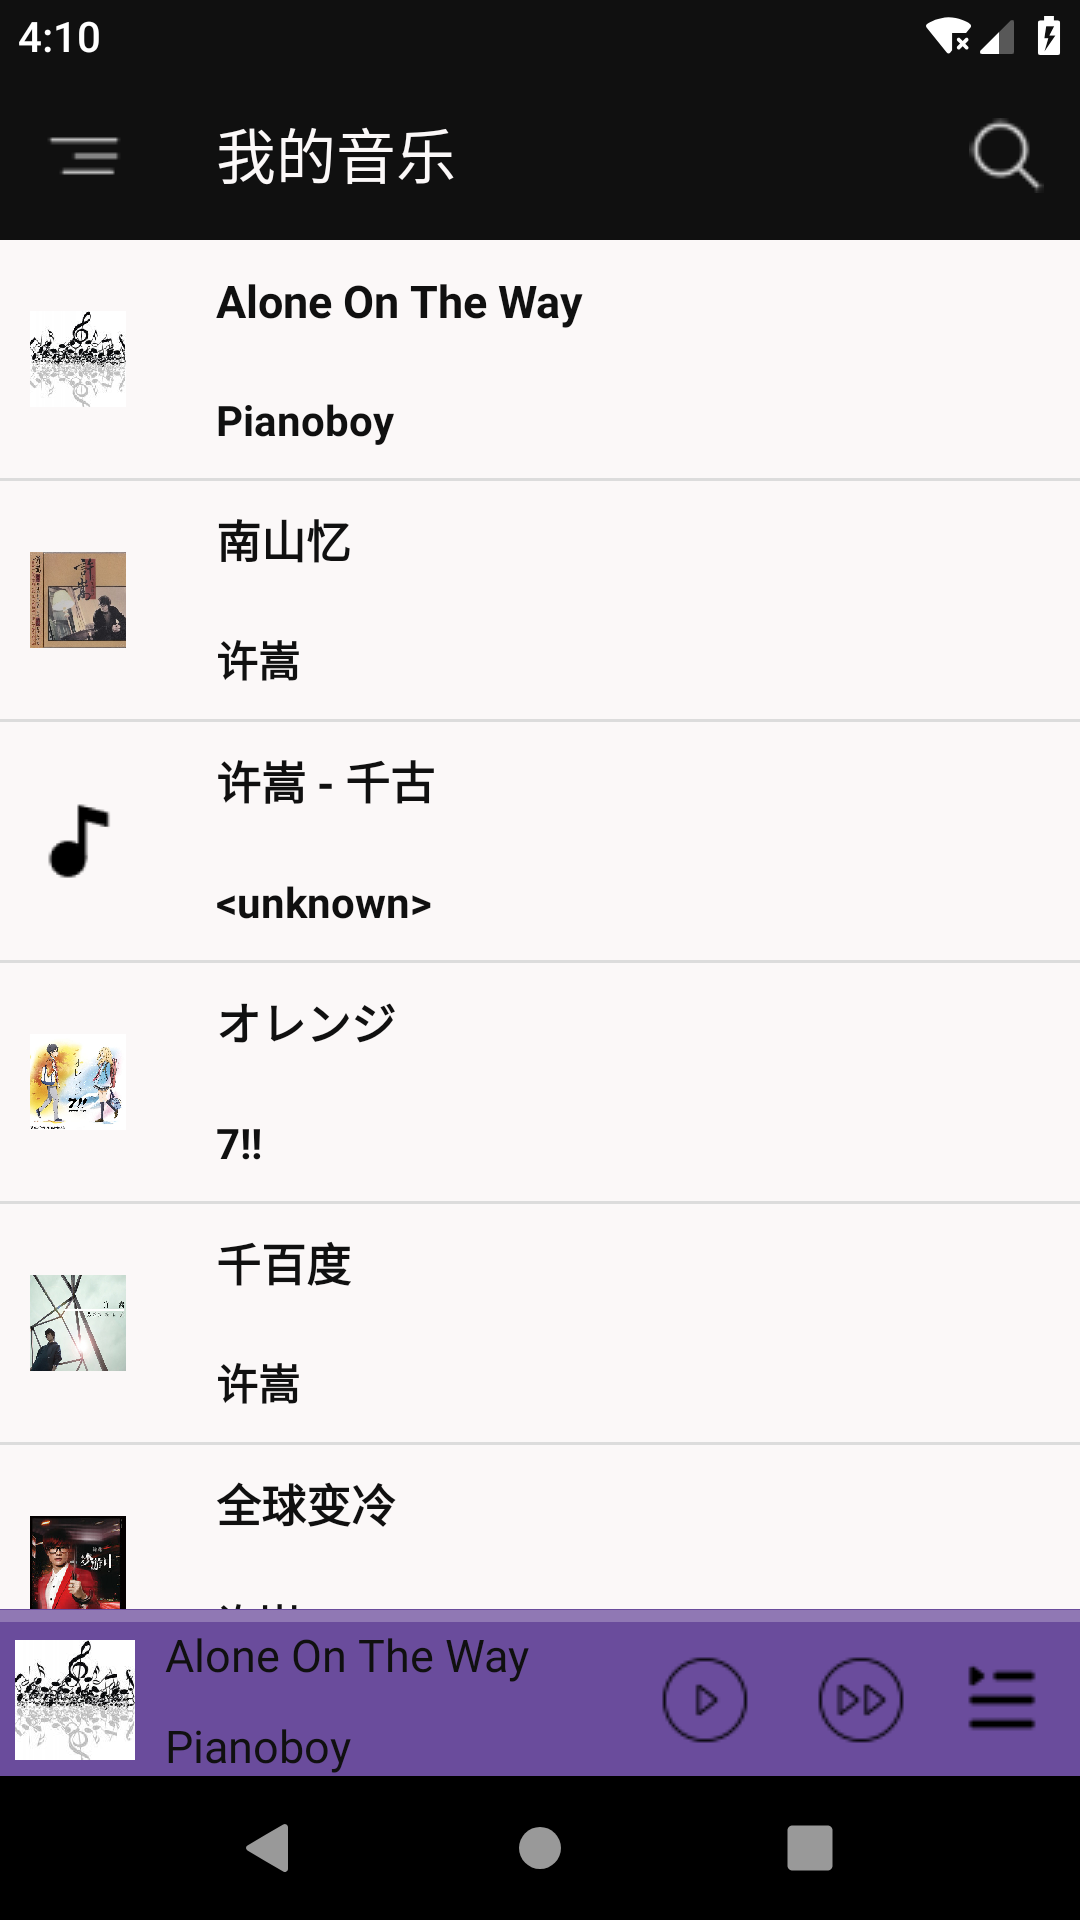 4:10
我的音乐
Alone On The Way
Pianoboy
南山忆
许嵩
许嵩 - 千古
<unknown>
オレンジ
7!!
千百度
许嵩
全球变冷
Alone On The Way
Pianoboy